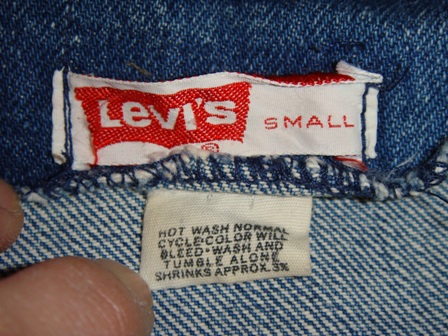 Levi's
®
SMALL
HOT WASH NORMAL
CYCLE·COLOR WILL
BLEED·WASH AND
TUMBLE ALONE
SHRINKS APPROX. 3%